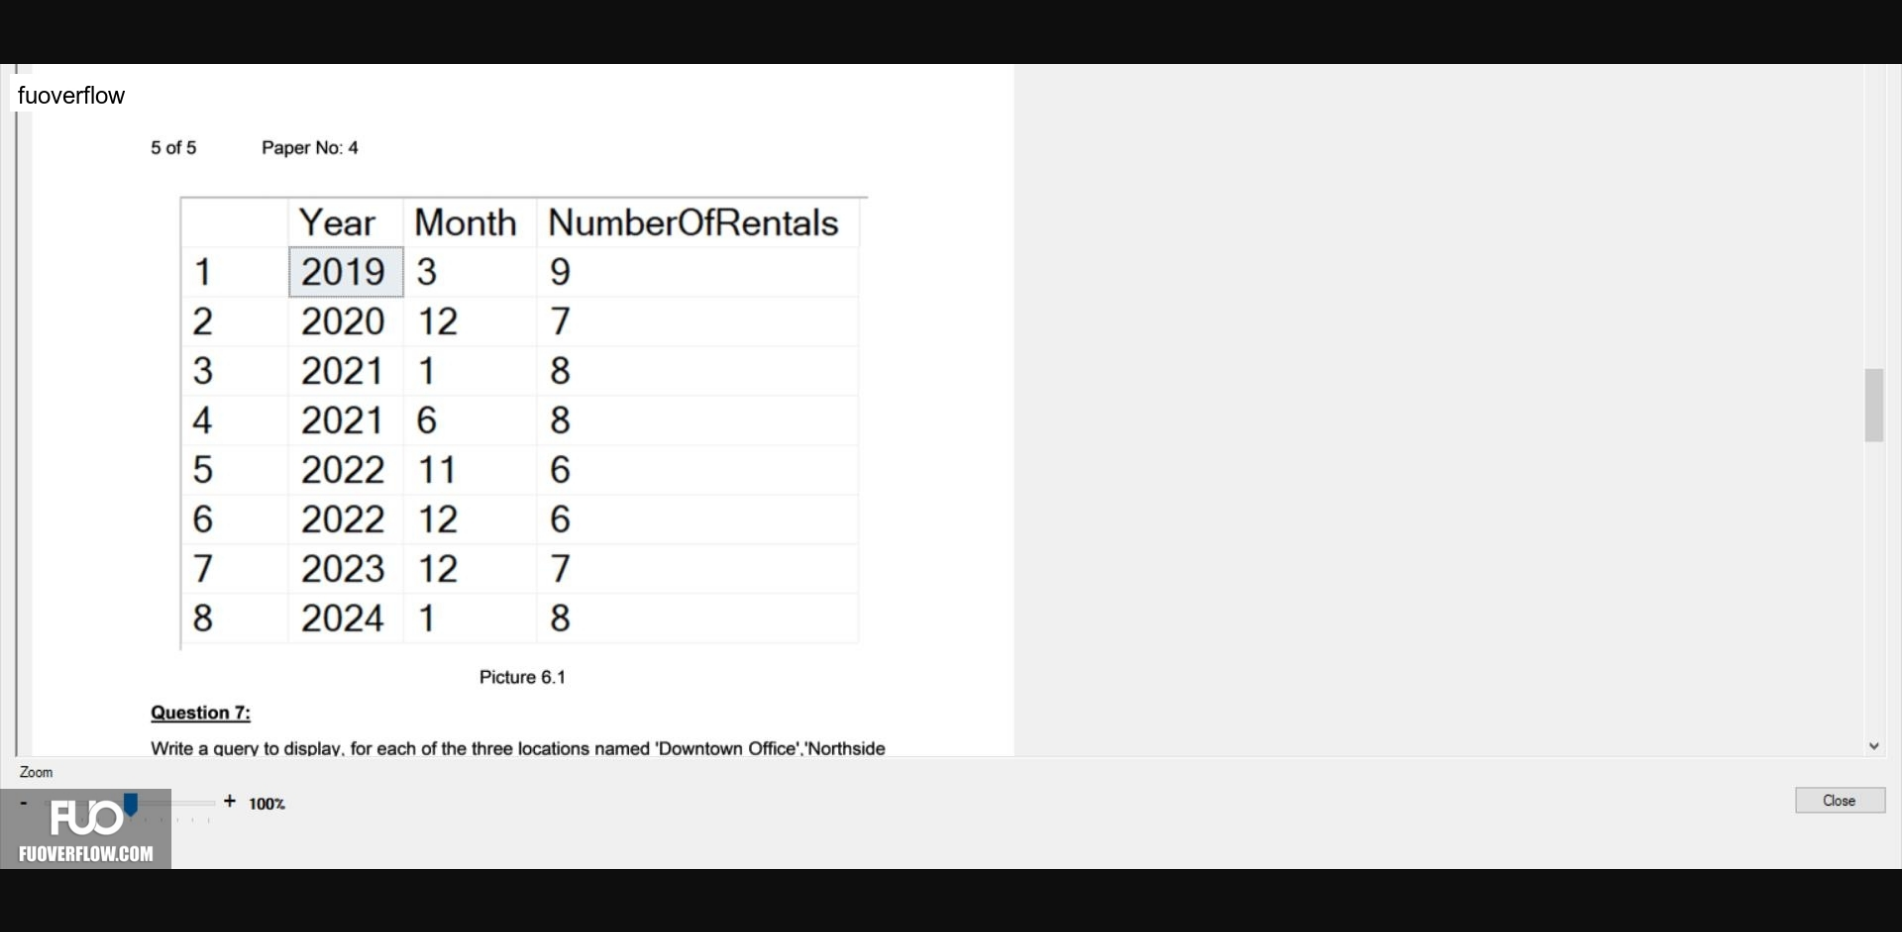 fuoverflow
5 of 5 Paper No: 4
Year Month NumberOfRentals
1 2019 3 9
2 2020 12 7
3 2021 1 8
4 2021 6 8
5 2022 11 6
6 2022 12 6
7 2023 12 7
8 2024 1 8
Picture 6.1
Question 7:
Write a query to display, for each of the three locations named 'Downtown Office','Northside
Zoom
- + 100%
Close
FUO
FUOVERFLOW.COM